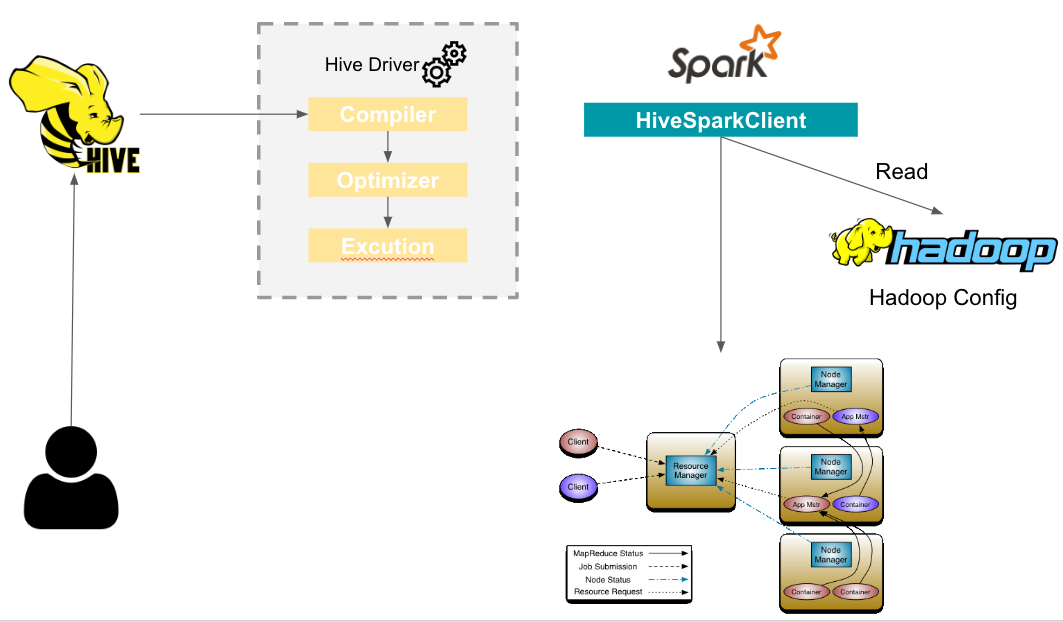 HIVE
Hive Driver
Compiler
Optimizer
Excution
Spark
HiveSparkClient
Read
hadoop
Hadoop Config
Client
Client
Resource
Manager
Node
Manager
Container
App Mstr
Node
Manager
App Mstr
Container
Node
Manager
Container
Container
MapReduce Status
Job Submission
Node Status
Resource Request